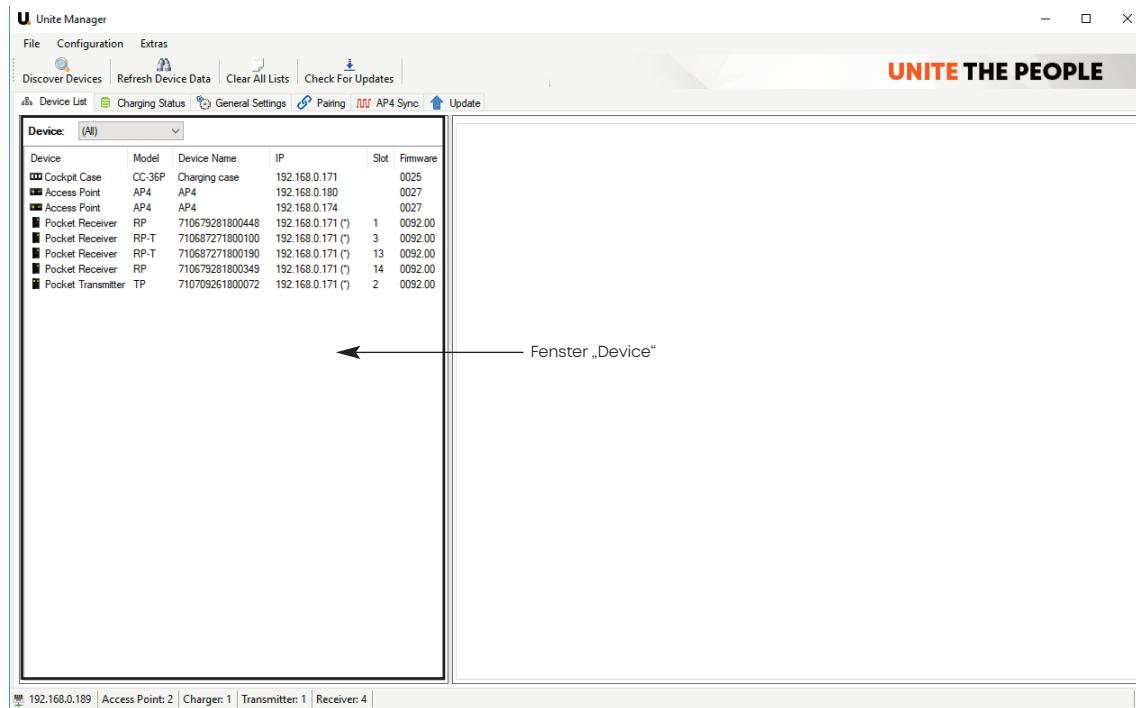 Unite Manager
File Configuration Extras
Discover Devices Refresh Device Data Clear All Lists Check For Updates
UNITE THE PEOPLE
Device List Charging Status General Settings Pairing AP4 Sync Update
Device: (All)
Device Model Device Name IP Slot Firmware
Cockpit Case CC-36P Charging case 192.168.0.171 0025
Access Point AP4 AP4 192.168.0.180 0027
Access Point AP4 AP4 192.168.0.174 0027
Pocket Receiver RP 710679281800448 192.168.0.171 (*) 1 0092.00
Pocket Receiver RP-T 710687271800100 192.168.0.171 (*) 3 0092.00
Pocket Receiver RP-T 710687271800190 192.168.0.171 (*) 13 0092.00
Pocket Receiver RP 710679281800349 192.168.0.171 (*) 14 0092.00
Pocket Transmitter TP 710709261800072 192.168.0.171 (*) 2 0092.00
Fenster „Device“
192.168.0.189 Access Point: 2 Charger: 1 Transmitter: 1 Receiver: 4